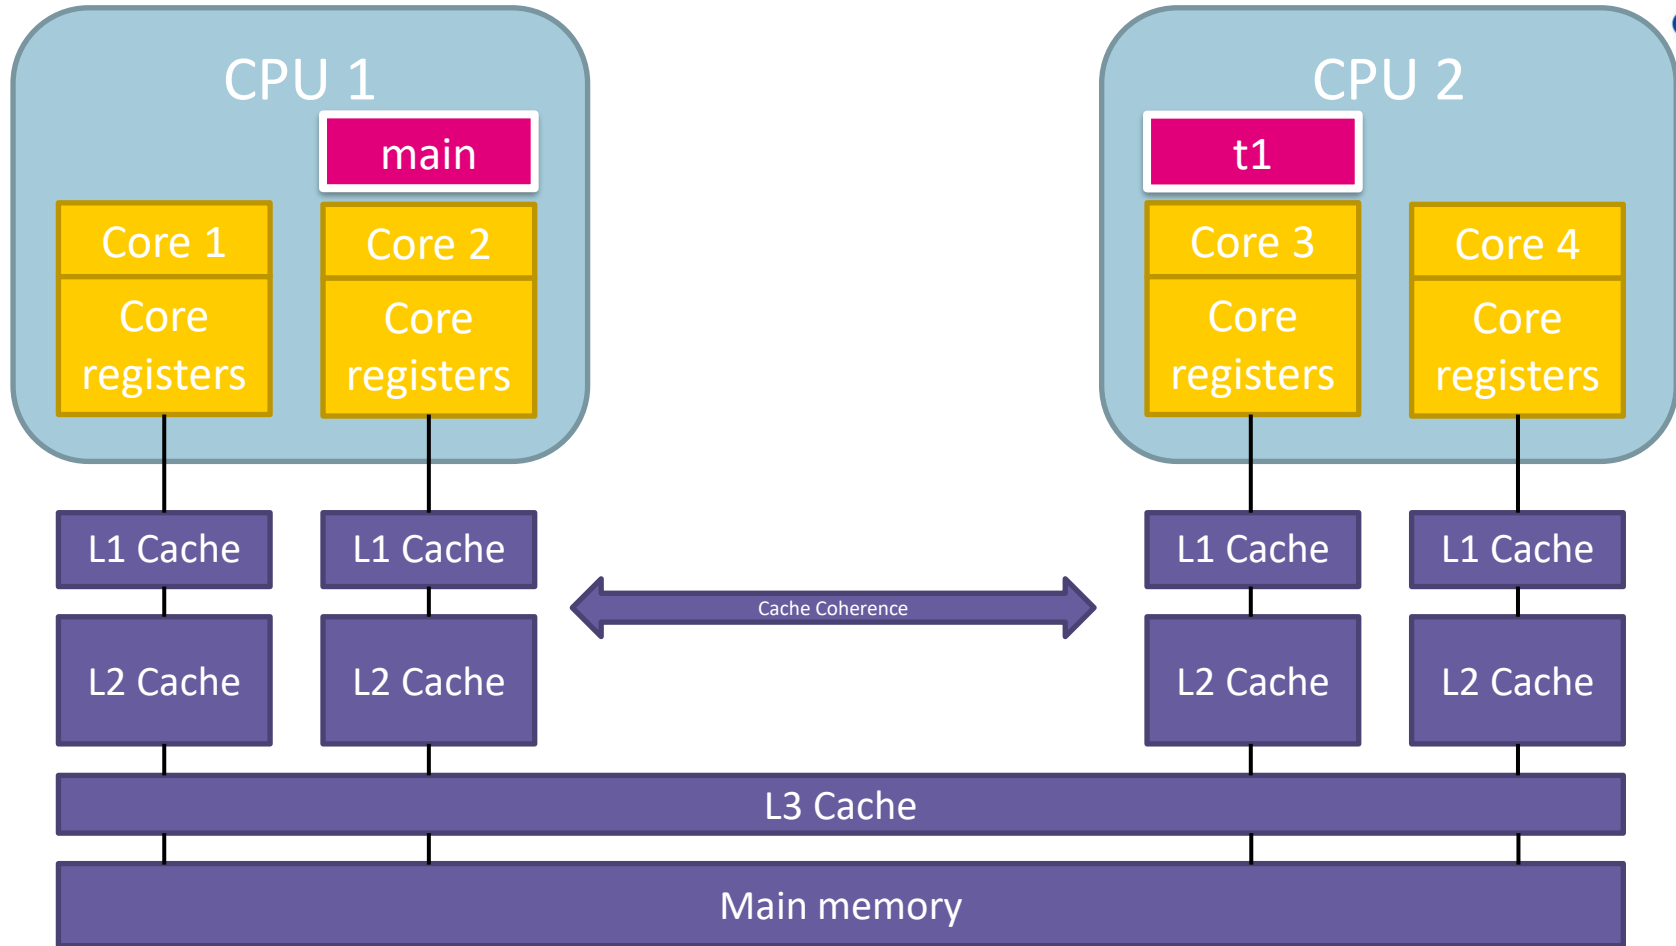 CPU 1
CPU 2
main
t1
Core 1
Core 2
Core 3
Core 4
Core
registers
Core
registers
Core
registers
Core
registers
L1 Cache
L1 Cache
L1 Cache
L1 Cache
Cache Coherence
L2 Cache
L2 Cache
L2 Cache
L2 Cache
L3 Cache
Main memory